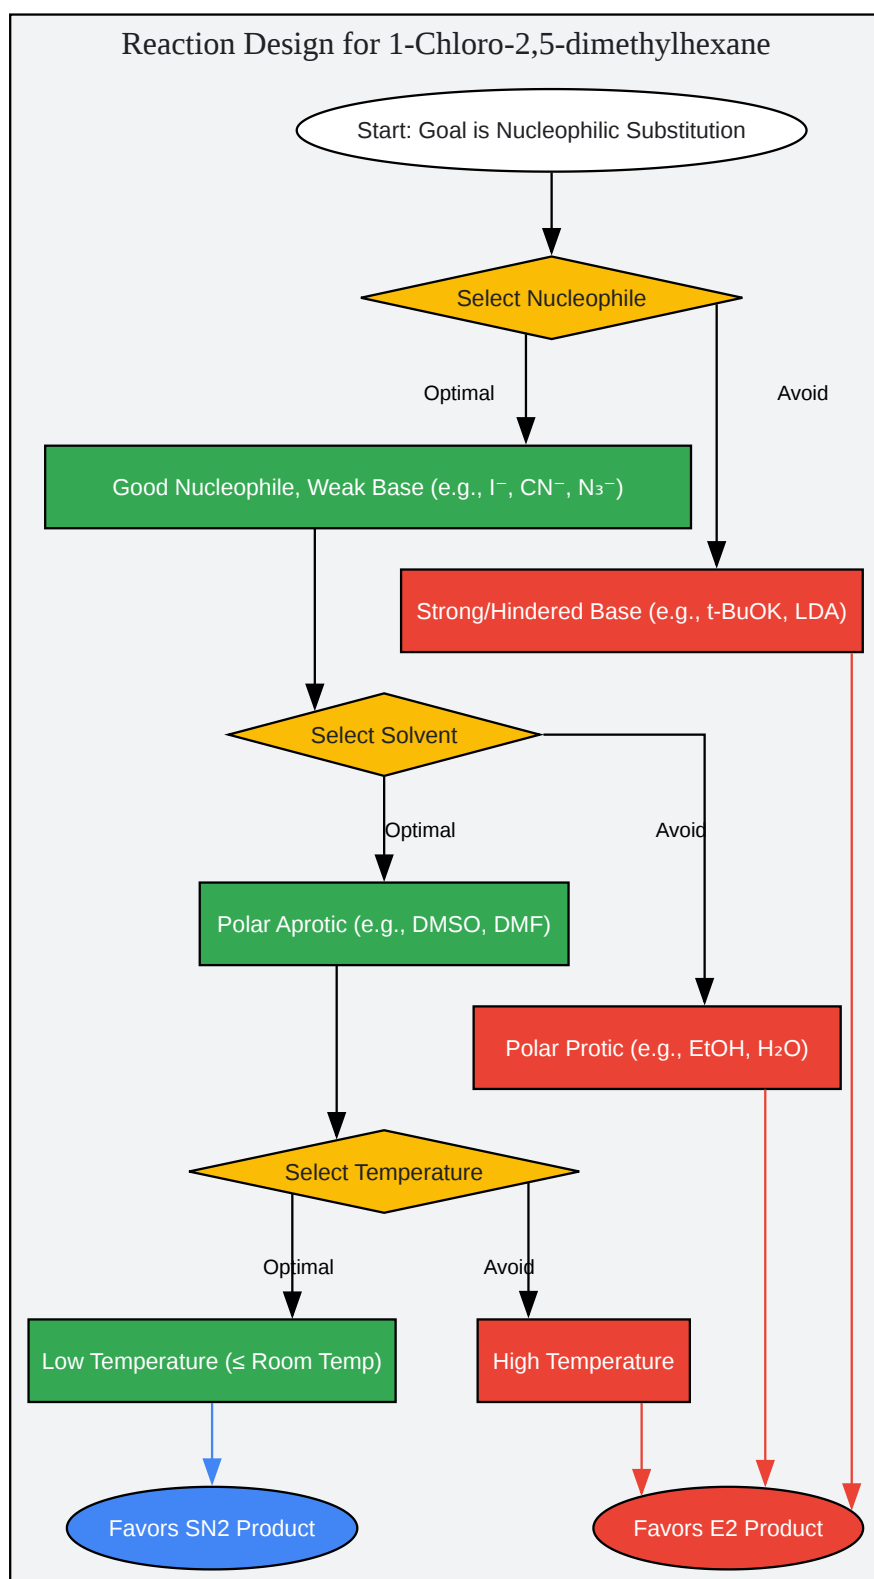 Reaction Design for 1-Chloro-2,5-dimethylhexane
Start: Goal is Nucleophilic Substitution
Select Nucleophile
Optimal
Avoid
Good Nucleophile, Weak Base (e.g., I⁻, CN⁻, N₃⁻)
Strong/Hindered Base (e.g., t-BuOK, LDA)
Select Solvent
Optimal
Avoid
Polar Aprotic (e.g., DMSO, DMF)
Polar Protic (e.g., EtOH, H₂O)
Select Temperature
Optimal
Avoid
Low Temperature (≤ Room Temp)
High Temperature
Favors SN2 Product
Favors E2 Product